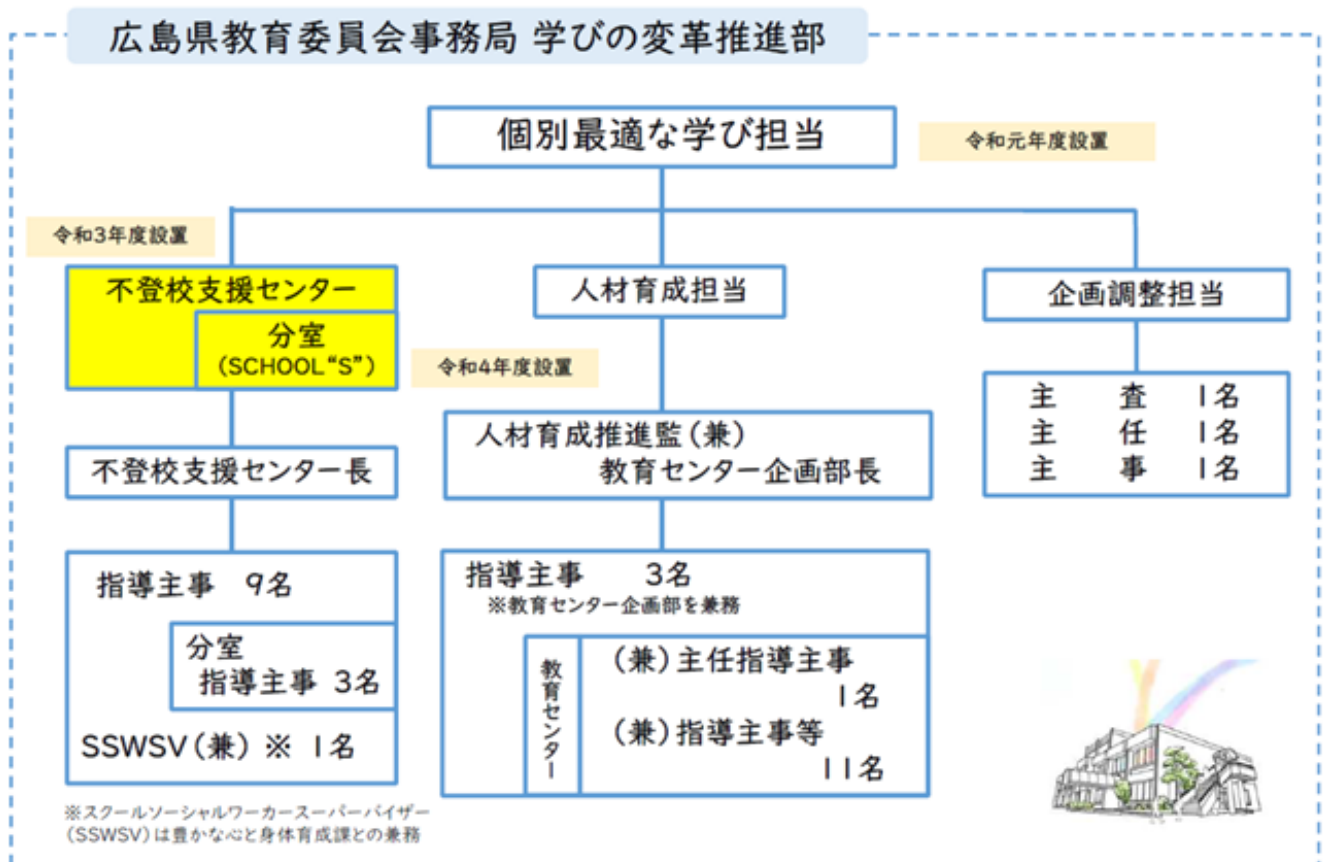 広島県教育委員会事務局 学びの変革推進部
個別最適な学び担当
令和元年度設置
令和3年度設置
不登校支援センター
分室
(SCHOOL“S”)
令和4年度設置
不登校支援センター長
指導主事 9名
分室
指導主事 3名
SSWSV(兼)※ 1名
※スクールソーシャルワーカースーパーバイザー
(SSWSV)は豊かな心と身体育成課との兼務
人材育成担当
人材育成推進監(兼)
教育センター企画部長
指導主事 3名
※教育センター企画部を兼務
教育センター
(兼)主任指導主事
1名
(兼)指導主事等
11名
企画調整担当
主 査 1名
主 任 1名
主 事 1名